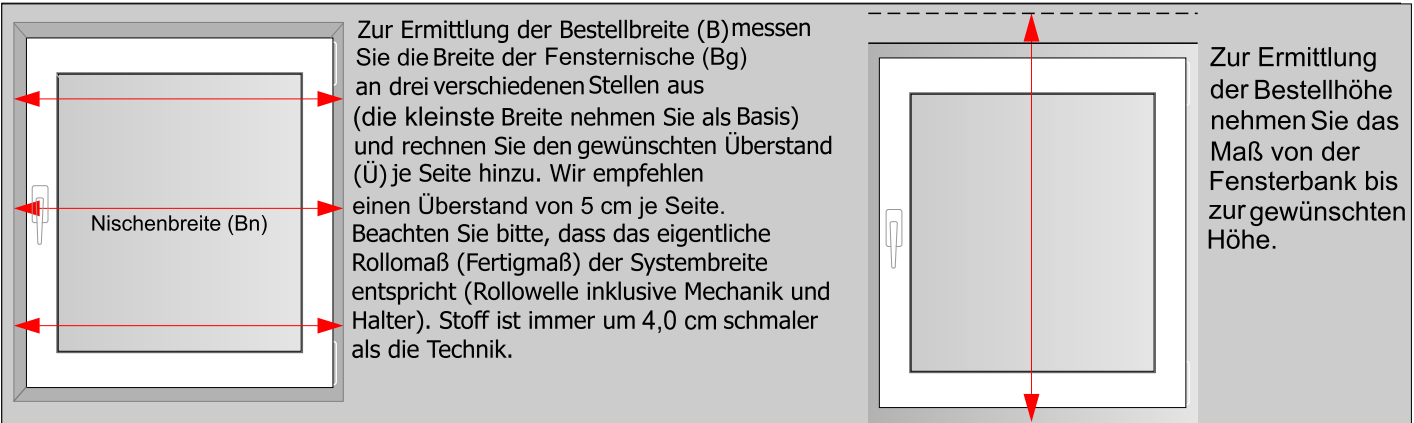 Zur Ermittlung der Bestellbreite (B) messen
Sie die Breite der Fensternische (Bg)
an drei verschiedenen Stellen aus
(die kleinste Breite nehmen Sie als Basis)
und rechnen Sie den gewünschten Überstand
(Ü) je Seite hinzu. Wir empfehlen
einen Überstand von 5 cm je Seite.
Beachten Sie bitte, dass das eigentliche
Rollomaß (Fertigmaß) der Systembreite
entspricht (Rollowelle inklusive Mechanik und
Halter). Stoff ist immer um 4,0 cm schmaler
als die Technik.
Nischenbreite (Bn)
Zur Ermittlung
der Bestellhöhe
nehmen Sie das
Maß von der
Fensterbank bis
zur gewünschten
Höhe.